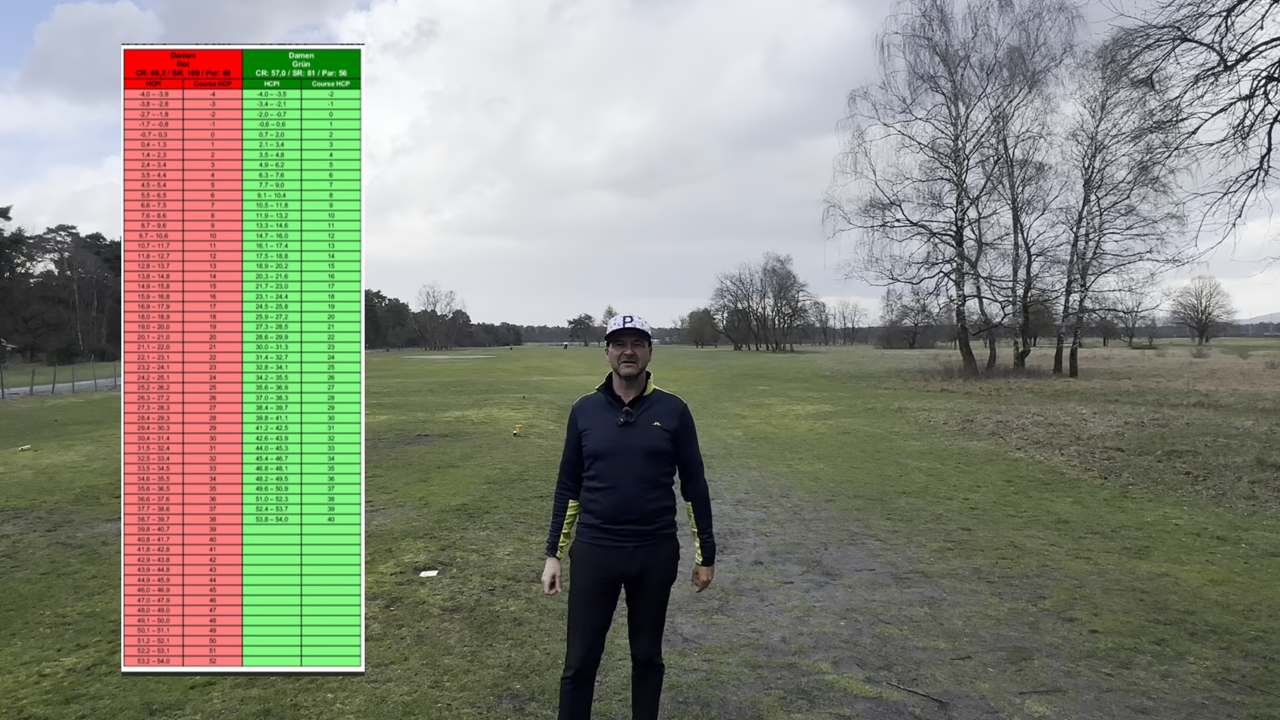 Damen Damen
Rot Grün
CR: 68,2 / SR: 109 / Par: 68 CR: 57,0 / SR: 81 / Par: 56
HCPI Course HCP HCPI Course HCP
-4,0 – -3,9 -4 -4,0 – -3,5 -2
-3,8 – -2,8 -3 -3,4 – -2,1 -1
-2,7 – -1,8 -2 -2,0 – -0,7 0
-1,7 – -0,8 -1 -0,6 – 0,6 1
-0,7 – 0,3 0 0,7 – 2,0 2
0,4 – 1,3 1 2,1 – 3,4 3
1,4 – 2,3 2 3,5 – 4,8 4
2,4 – 3,4 3 4,9 – 6,2 5
3,5 – 4,4 4 6,3 – 7,6 6
4,5 – 5,4 5 7,7 – 9,0 7
5,5 – 6,5 6 9,1 – 10,4 8
6,6 – 7,5 7 10,5 – 11,8 9
7,6 – 8,6 8 11,9 – 13,2 10
8,7 – 9,6 9 13,3 – 14,6 11
9,7 – 10,6 10 14,7 – 16,0 12
10,7 – 11,7 11 16,1 – 17,4 13
11,8 – 12,7 12 17,5 – 18,8 14
12,8 – 13,7 13 18,9 – 20,2 15
13,8 – 14,8 14 20,3 – 21,6 16
14,9 – 15,8 15 21,7 – 23,0 17
15,9 – 16,8 16 23,1 – 24,4 18
16,9 – 17,9 17 24,5 – 25,8 19
18,0 – 18,9 18 25,9 – 27,2 20
19,0 – 20,0 19 27,3 – 28,5 21
20,1 – 21,0 20 28,6 – 29,9 22
21,1 – 22,0 21 30,0 – 31,3 23
22,1 – 23,1 22 31,4 – 32,7 24
23,2 – 24,1 23 32,8 – 34,1 25
24,2 – 25,1 24 34,2 – 35,5 26
25,2 – 26,2 25 35,6 – 36,9 27
26,3 – 27,2 26 37,0 – 38,3 28
27,3 – 28,3 27 38,4 – 39,7 29
28,4 – 29,3 28 39,8 – 41,1 30
29,4 – 30,3 29 41,2 – 42,5 31
30,4 – 31,4 30 42,6 – 43,9 32
31,5 – 32,4 31 44,0 – 45,3 33
32,5 – 33,4 32 45,4 – 46,7 34
33,5 – 34,5 33 46,8 – 48,1 35
34,6 – 35,5 34 48,2 – 49,5 36
35,6 – 36,5 35 49,6 – 50,9 37
36,6 – 37,6 36 51,0 – 52,3 38
37,7 – 38,6 37 52,4 – 53,7 39
38,7 – 39,7 38 53,8 – 54,0 40
39,8 – 40,7 39
40,8 – 41,7 40
41,8 – 42,8 41
42,9 – 43,8 42
43,9 – 44,8 43
44,9 – 45,9 44
46,0 – 46,9 45
47,0 – 47,9 46
48,0 – 49,0 47
49,1 – 50,0 48
50,1 – 51,1 49
51,2 – 52,1 50
52,2 – 53,1 51
53,2 – 54,0 52
P